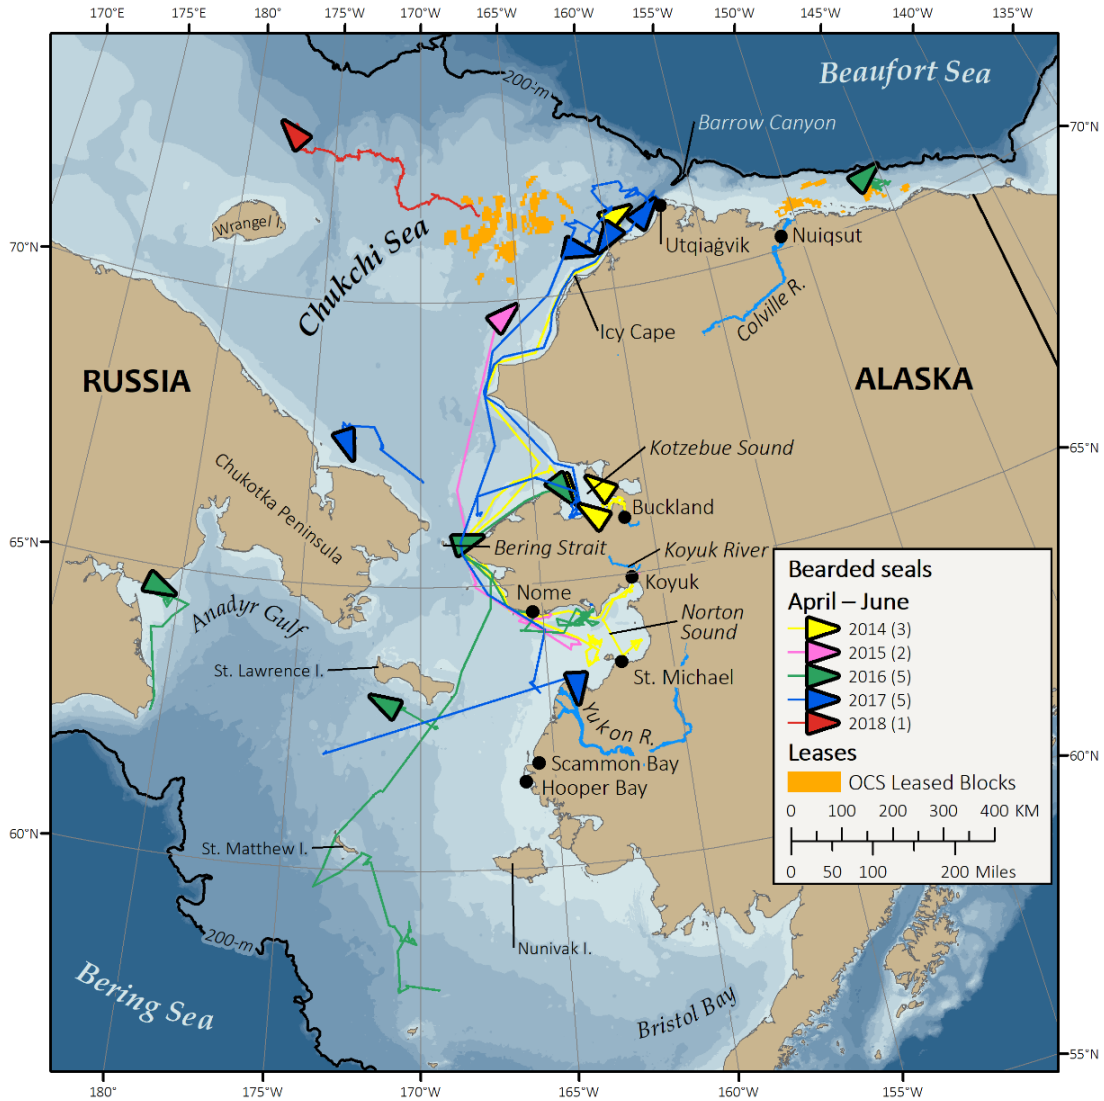 170°E
175°E
180°
170°W
165°W
160°W
155°W
150°W
145°W
140°W
135°W
Beaufort Sea
200-m
Barrow Canyon
70°N
Wrangel I.
Chukchi Sea
70°N
Utqiaġvik
Nuiqsut
Colville R.
Icy Cape
RUSSIA
ALASKA
Kotzebue Sound
65°N
Chukotka Peninsula
Buckland
65°N
Bering Strait
Koyuk River
Koyuk
Nome
Norton
Sound
Anadyr Gulf
St. Lawrence I.
St. Michael
Yukon R.
Scammon Bay
Hooper Bay
60°N
60°N
St. Matthew I.
Nunivak I.
200-m
Bering Sea
Bristol Bay
55°N
Bearded seals
April – June
2014 (3)
2015 (2)
2016 (5)
2017 (5)
2018 (1)
Leases
OCS Leased Blocks
0 100 200 300 400 KM
0 50 100 200 Miles
180°
175°W
170°W
165°W
160°W
155°W